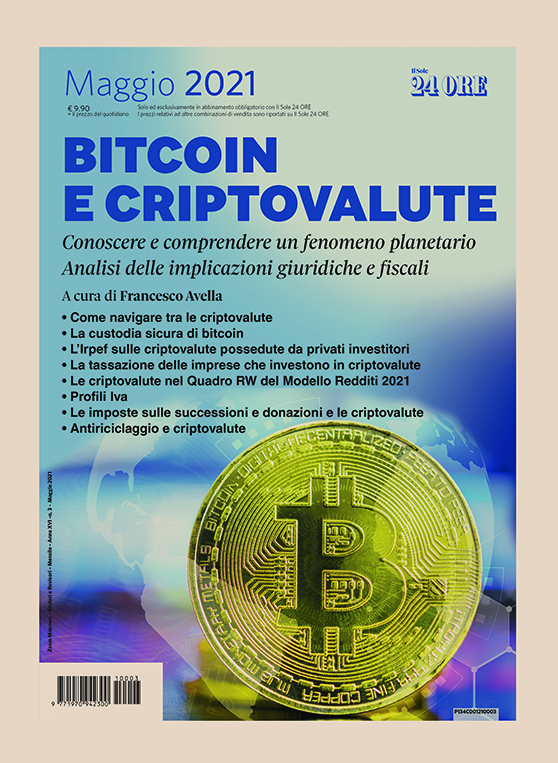 Maggio 2021
Il Sole
24 ORE
€ 9.90
+ il prezzo del quotidiano
Solo ed esclusivamente in abbinamento obbligatorio con Il Sole 24 ORE
I prezzi relativi ad altre combinazioni di vendita sono riportati su Il Sole 24 ORE
BITCOIN
E CRIPTOVALUTE
Conoscere e comprendere un fenomeno planetario
Analisi delle implicazioni giuridiche e fiscali
A cura di Francesco Avella
• Come navigare tra le criptovalute
• La custodia sicura di bitcoin
• L'Irpef sulle criptovalute possedute da privati investitori
• La tassazione delle imprese che investono in criptovalute
• Le criptovalute nel Quadro RW del Modello Redditi 2021
• Profili Iva
• Le imposte sulle successioni e donazioni e le criptovalute
• Antiriciclaggio e criptovalute
Mensile - Anno XVI - n. 3 - Maggio 2021
BITCOIN DIGITAL DECENTRALIZED
B
FINE COPPER
10003
9 771970 942300
P134C001210003